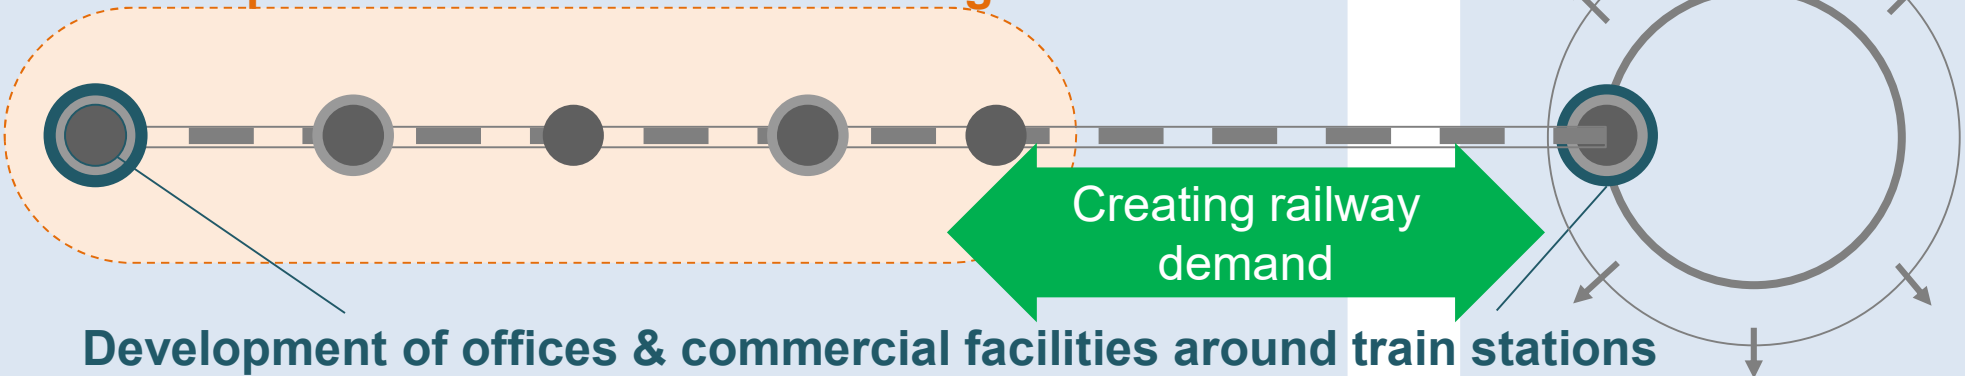 Creating railway
demand
Development of offices & commercial facilities around train stations